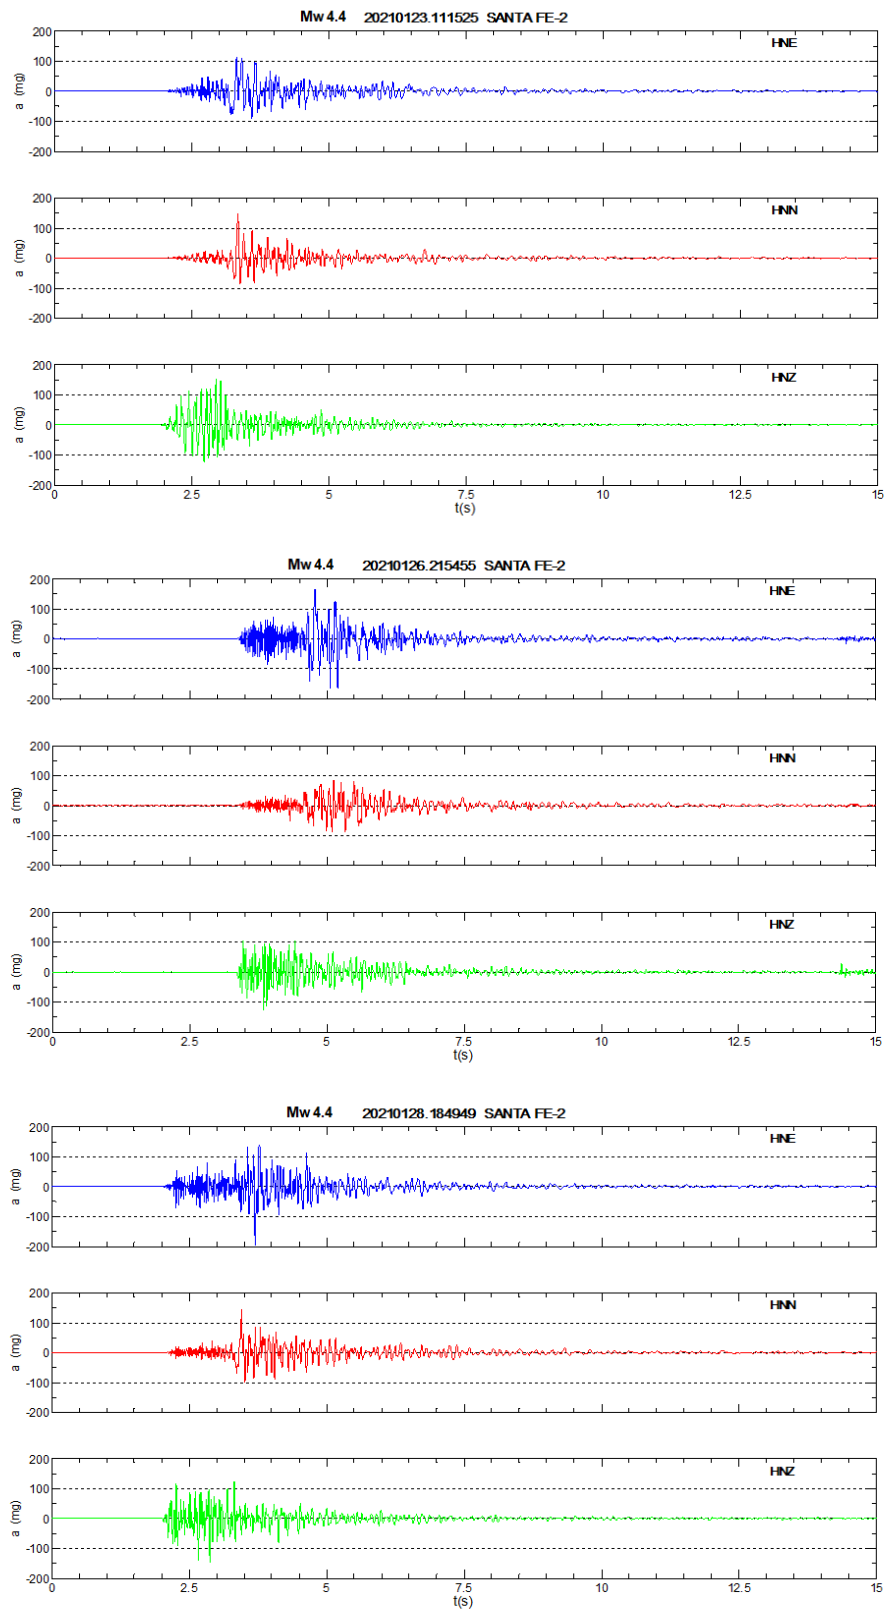 Mw 4.4 20210123.111525 SANTA FE-2
200
100
0
-100
-200
a (mg)
HNE
200
100
0
-100
-200
a (mg)
HNN
200
100
0
-100
-200
a (mg)
HNZ
0 2.5 5 7.5 10 12.5 15
t(s)
Mw 4.4 20210126.215455 SANTA FE-2
200
100
0
-100
-200
a (mg)
HNE
200
100
0
-100
-200
a (mg)
HNN
200
100
0
-100
-200
a (mg)
HNZ
0 2.5 5 7.5 10 12.5 15
t(s)
Mw 4.4 20210128.184949 SANTA FE-2
200
100
0
-100
-200
a (mg)
HNE
200
100
0
-100
-200
a (mg)
HNN
200
100
0
-100
-200
a (mg)
HNZ
0 2.5 5 7.5 10 12.5 15
t(s)